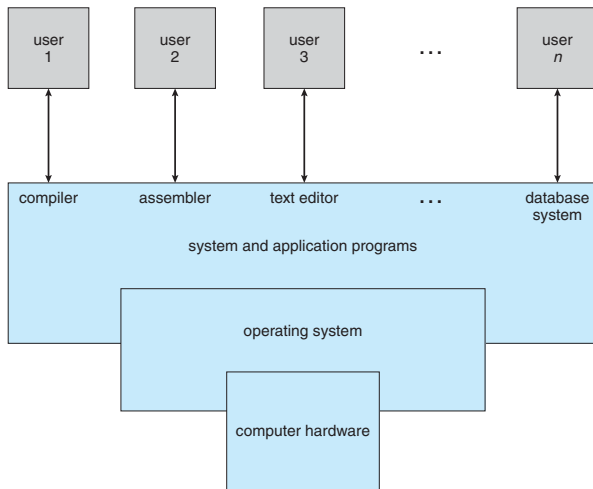 user
1
user
2
user
3
...
user
n
compiler
assembler
text editor
...
database
system
system and application programs
operating system
computer hardware